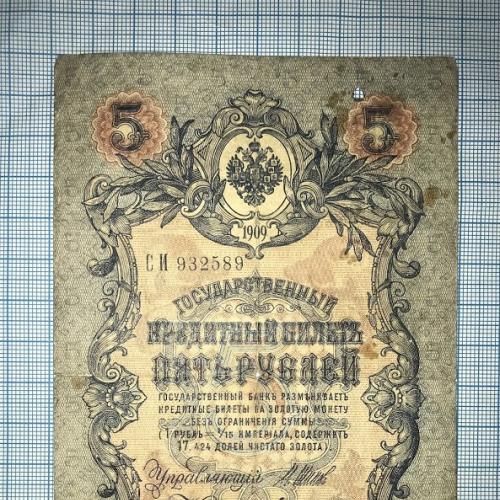 5 5
1909
СИ 932589
ГОСУДАРСТВЕННЫЙ
КРЕДИТНЫЙ БИЛЕТЪ
ПЯТЬ РУБЛЕЙ
ГОСУДАРСТВЕННЫЙ БАНКЪ РАЗМѢНИВАЕТЪ
КРЕДИТНЫЕ БИЛЕТЫ НА ЗОЛОТУЮ МОНЕТУ
БЕЗЪ ОГРАНИЧЕНІЯ СУММЫ
(1 РУБЛЬ = 1/15 ИМПЕРІАЛА, СОДЕРЖИТЪ
17,424 ДОЛЕЙ ЧИСТАГО ЗОЛОТА).
Управляющій